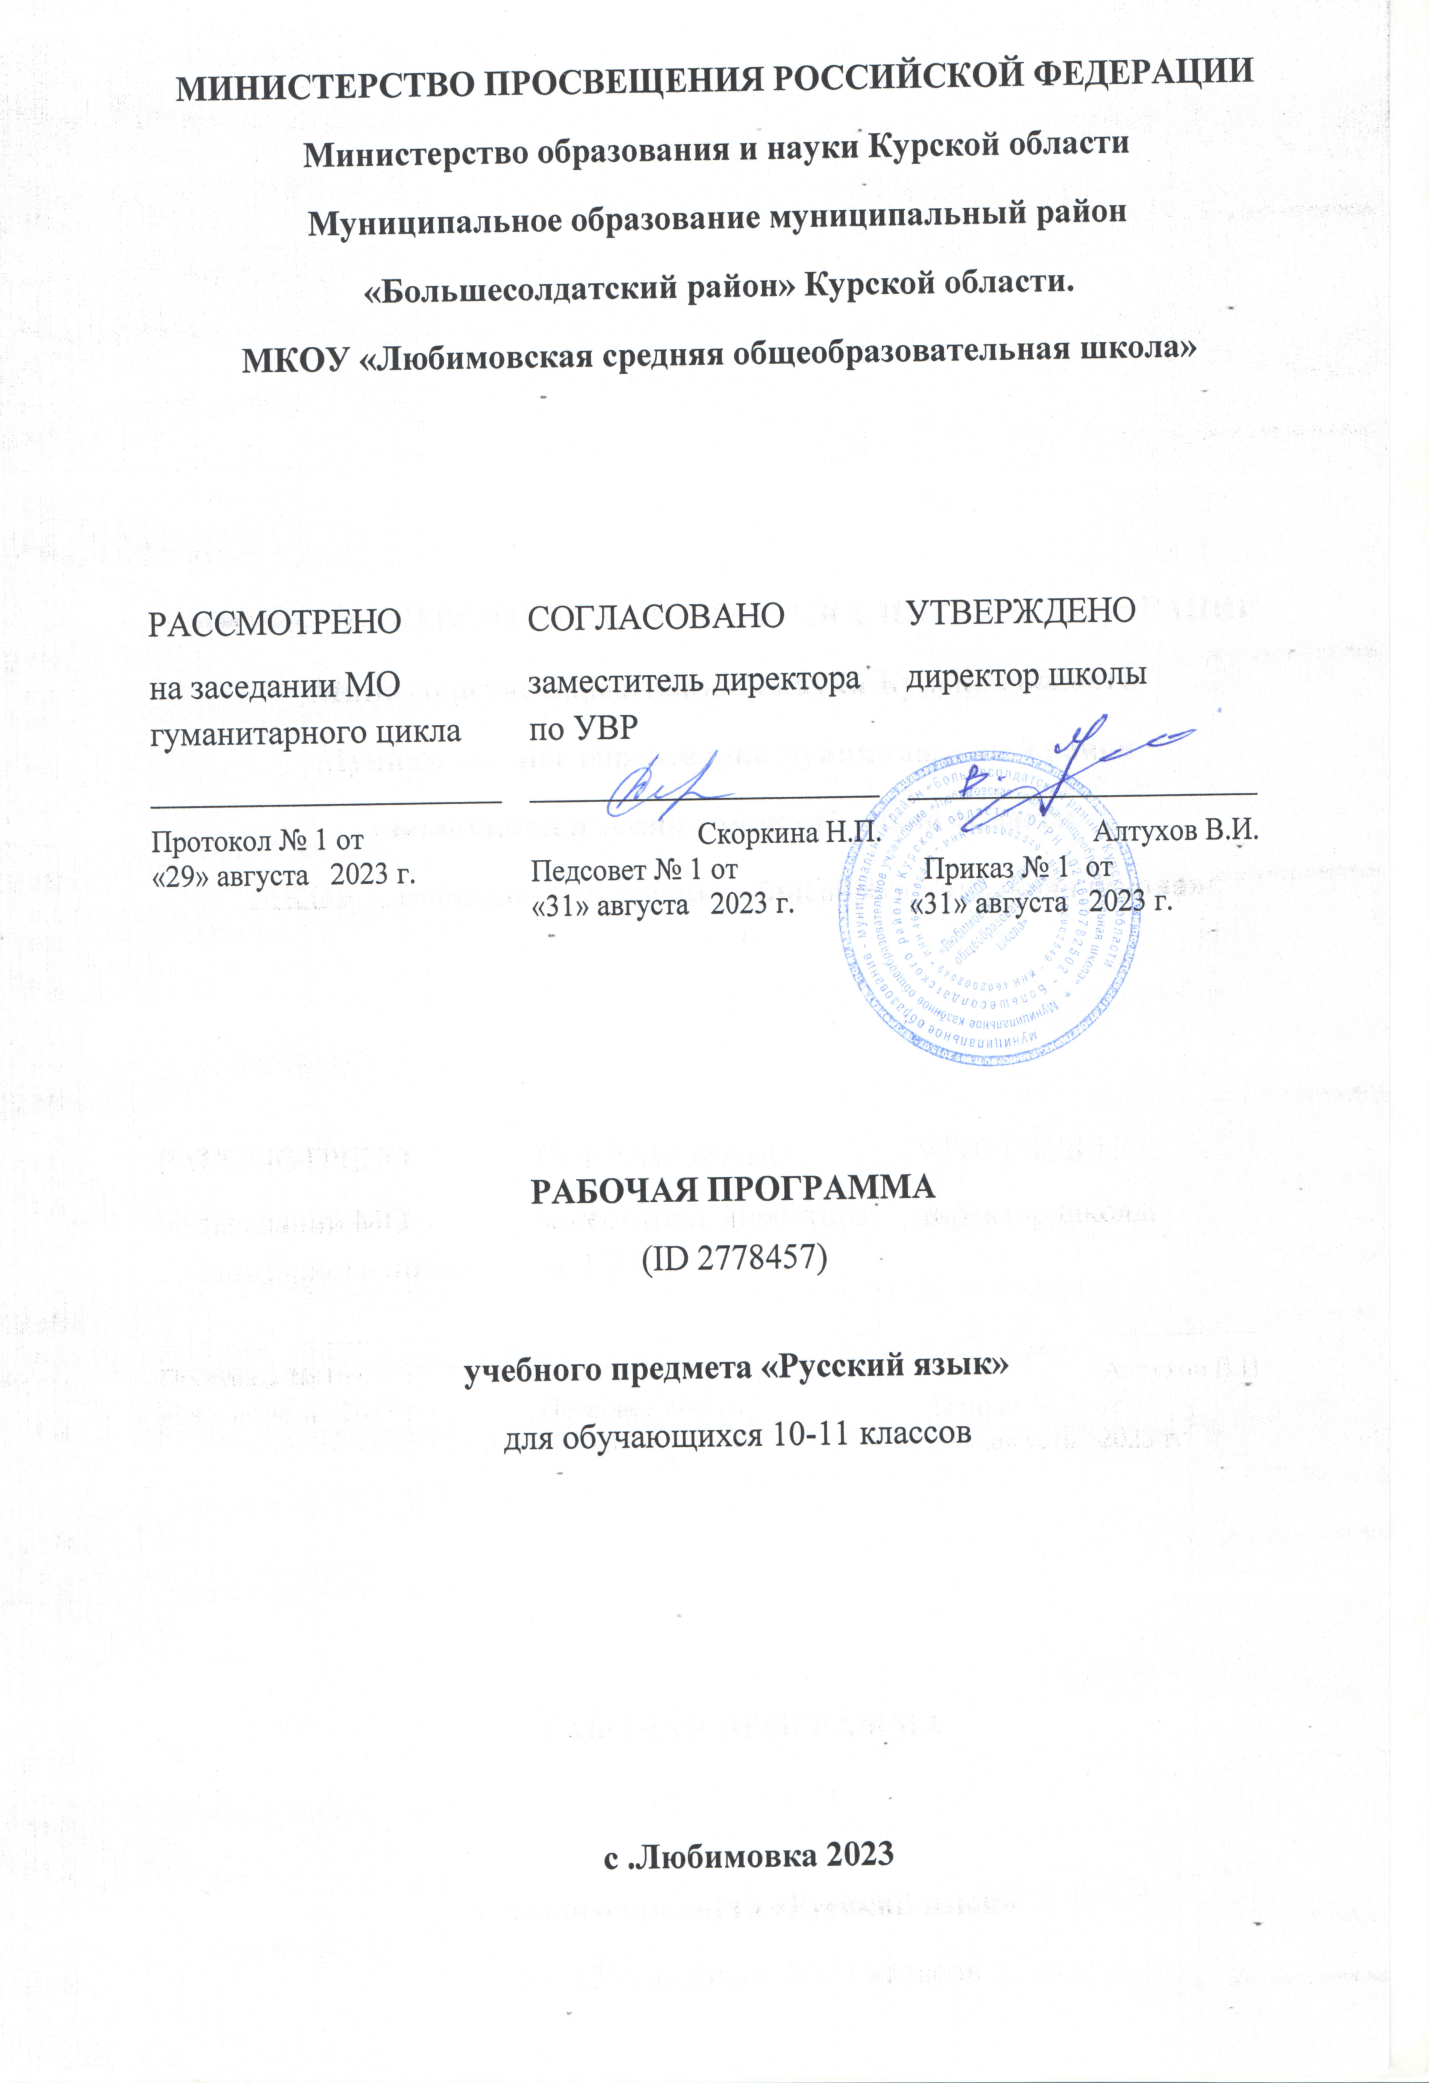 МИНИСТЕРСТВО ПРОСВЕЩЕНИЯ РОССИЙСКОЙ ФЕДЕРАЦИИ
Министерство образования и науки Курской области
Муниципальное образование муниципальный район
«Большесолдатский район» Курской области.
МКОУ «Любимовская средняя общеобразовательная школа»
РАССМОТРЕНО
на заседании МО
гуманитарного цикла
Протокол № 1 от
«29» августа 2023 г.
СОГЛАСОВАНО
заместитель директора
по УВР
Скоркина Н.П.
Педсовет № 1 от
«31» августа 2023 г.
УТВЕРЖДЕНО
директор школы
Алтухов В.И.
Приказ № 1 от
«31» августа 2023 г.
РАБОЧАЯ ПРОГРАММА
(ID 2778457)
учебного предмета «Русский язык»
для обучающихся 10-11 классов
с .Любимовка 2023